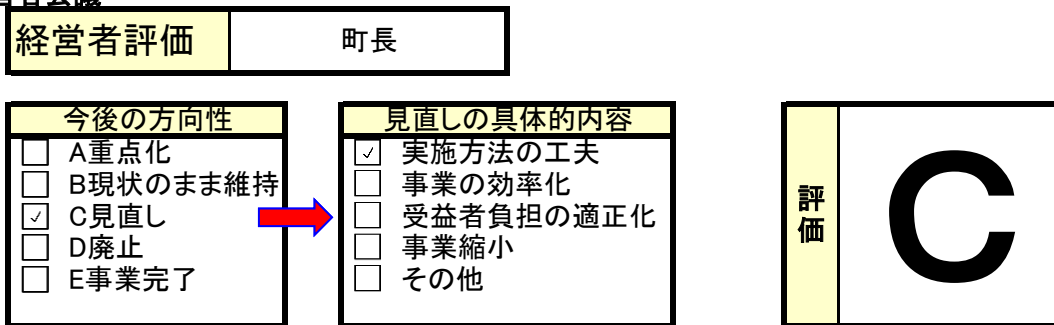 経営者評価 町長
今後の方向性
A重点化
B現状のまま維持
C見直し
D廃止
E事業完了
見直しの具体的内容
実施方法の工夫
事業の効率化
受益者負担の適正化
事業縮小
その他
評価
C